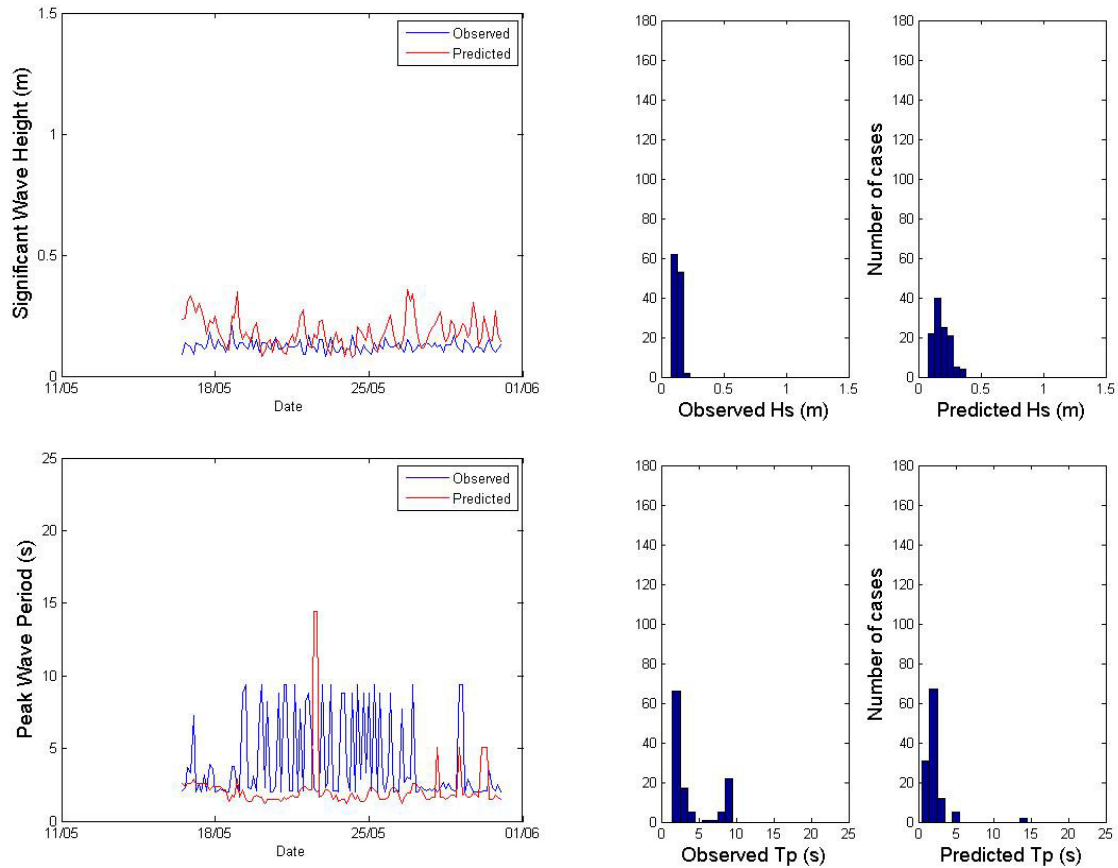 1.5
1
0.5
0
Significant Wave Height (m)
Observed
Predicted
11/05 18/05 25/05 01/06
Date
180
160
140
120
100
80
60
40
20
0
0 0.5 1 1.5
Observed Hs (m)
Number of cases
180
160
140
120
100
80
60
40
20
0
0 0.5 1 1.5
Predicted Hs (m)
25
20
15
10
5
0
Peak Wave Period (s)
Observed
Predicted
11/05 18/05 25/05 01/06
Date
180
160
140
120
100
80
60
40
20
0
0 5 10 15 20 25
Observed Tp (s)
Number of cases
180
160
140
120
100
80
60
40
20
0
0 5 10 15 20 25
Predicted Tp (s)